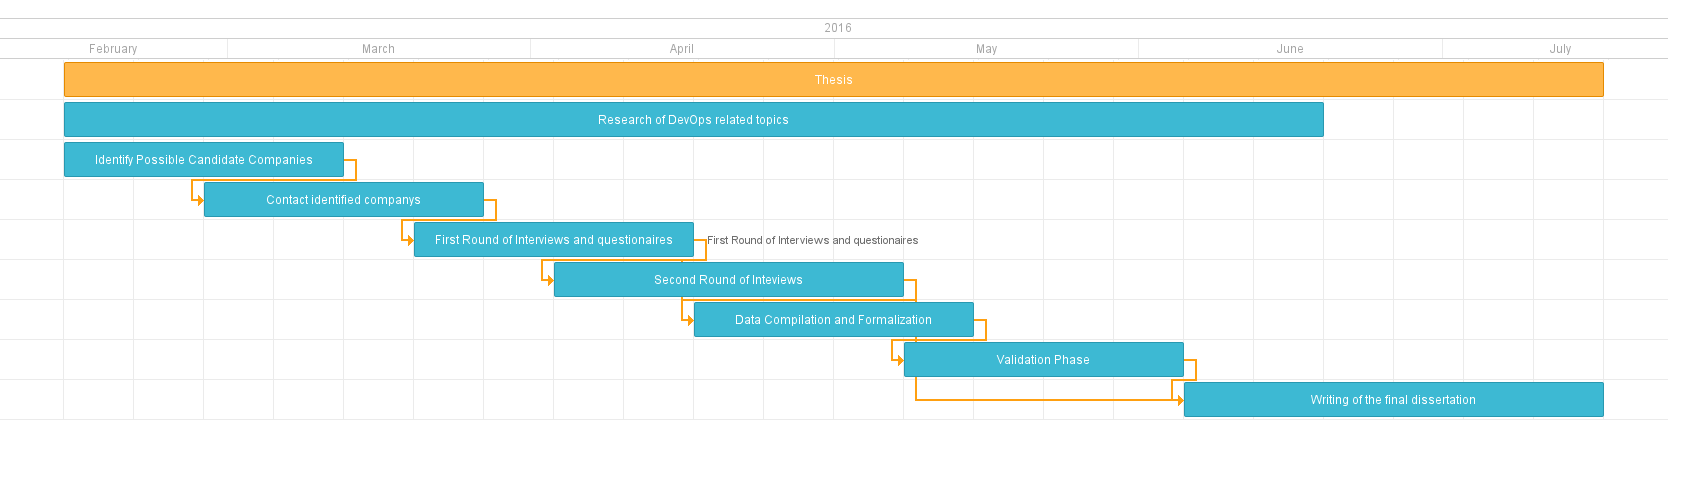 2016
February March April May June July
Thesis
Research of DevOps related topics
Identify Possible Candidate Companies
Contact identified companys
First Round of Interviews and questionaires First Round of Interviews and questionaires
Second Round of Inteviews
Data Compilation and Formalization
Validation Phase
Writing of the final dissertation